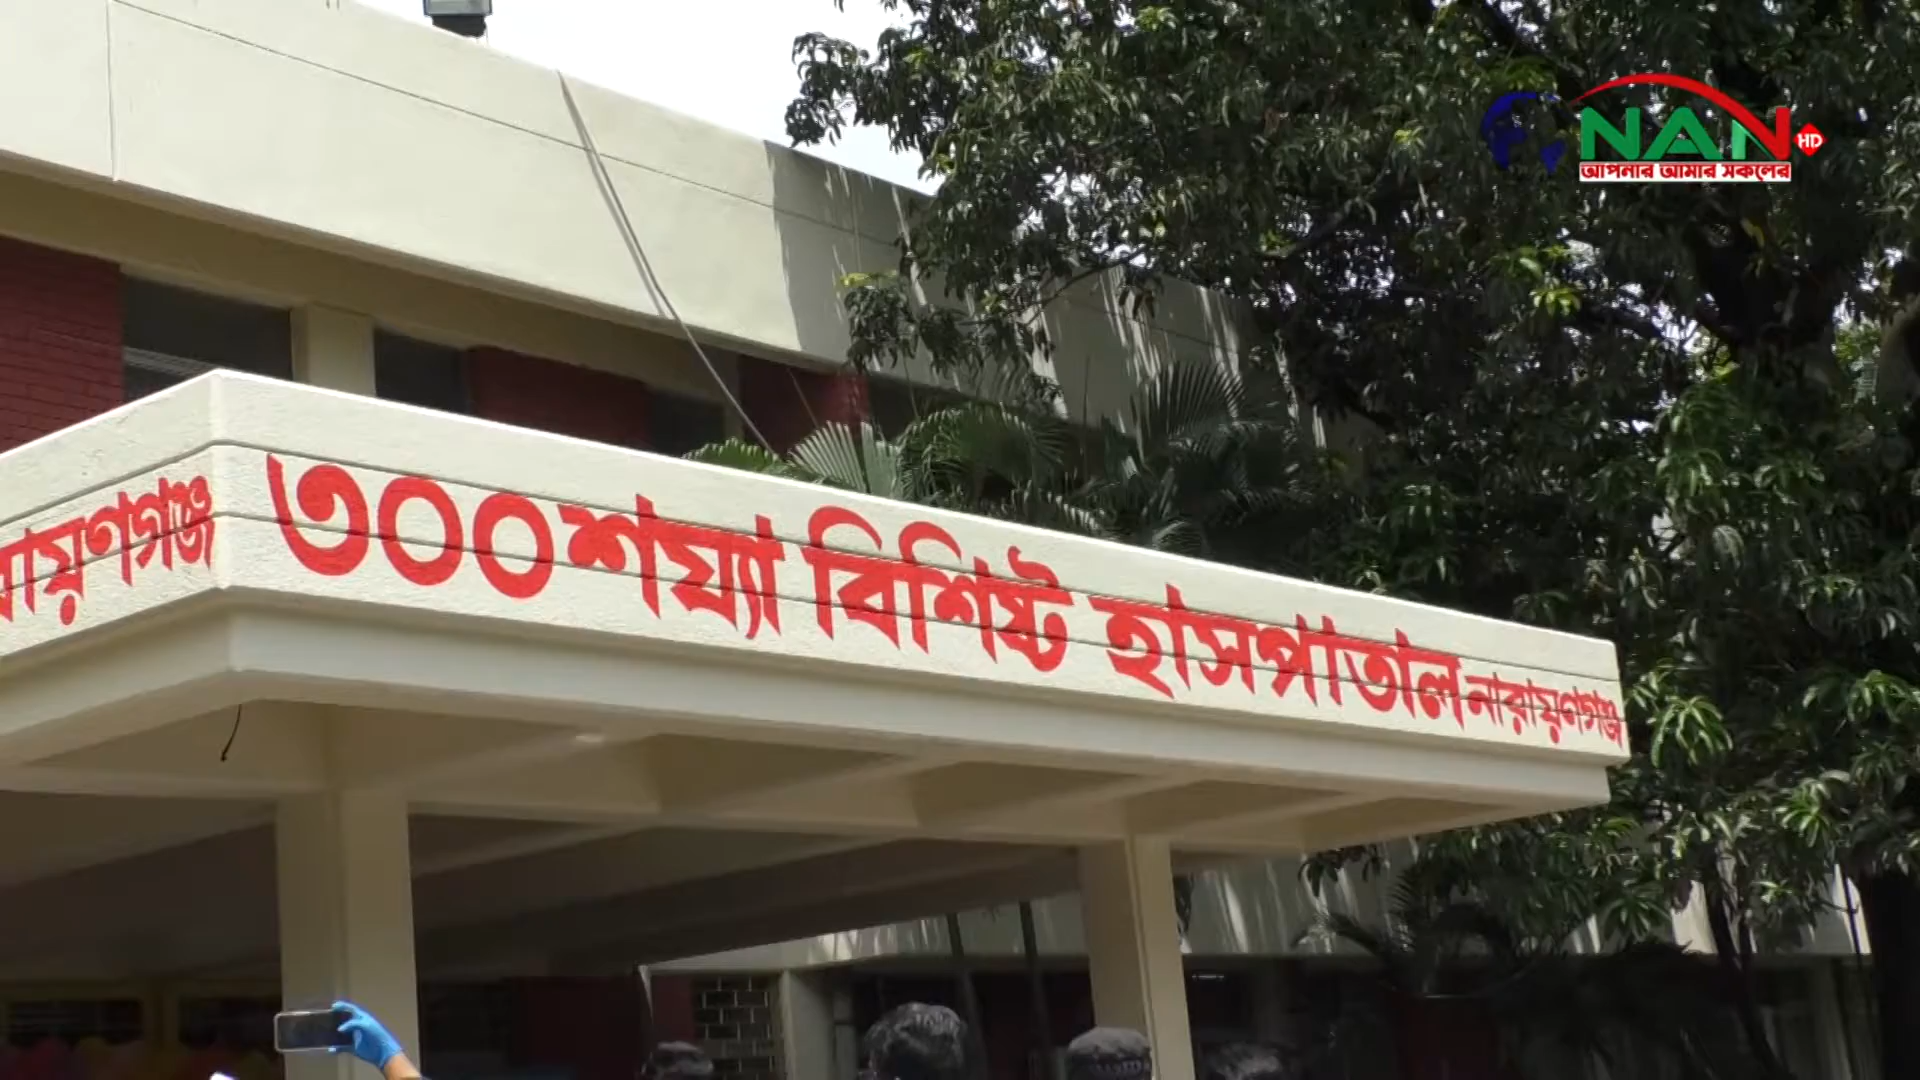 NAN HD
আপনার আমার সকলের
রায়ণগঞ্জ
৩০০ শয্যা বিশিষ্ট হাসপাতাল নারায়ণগঞ্জ